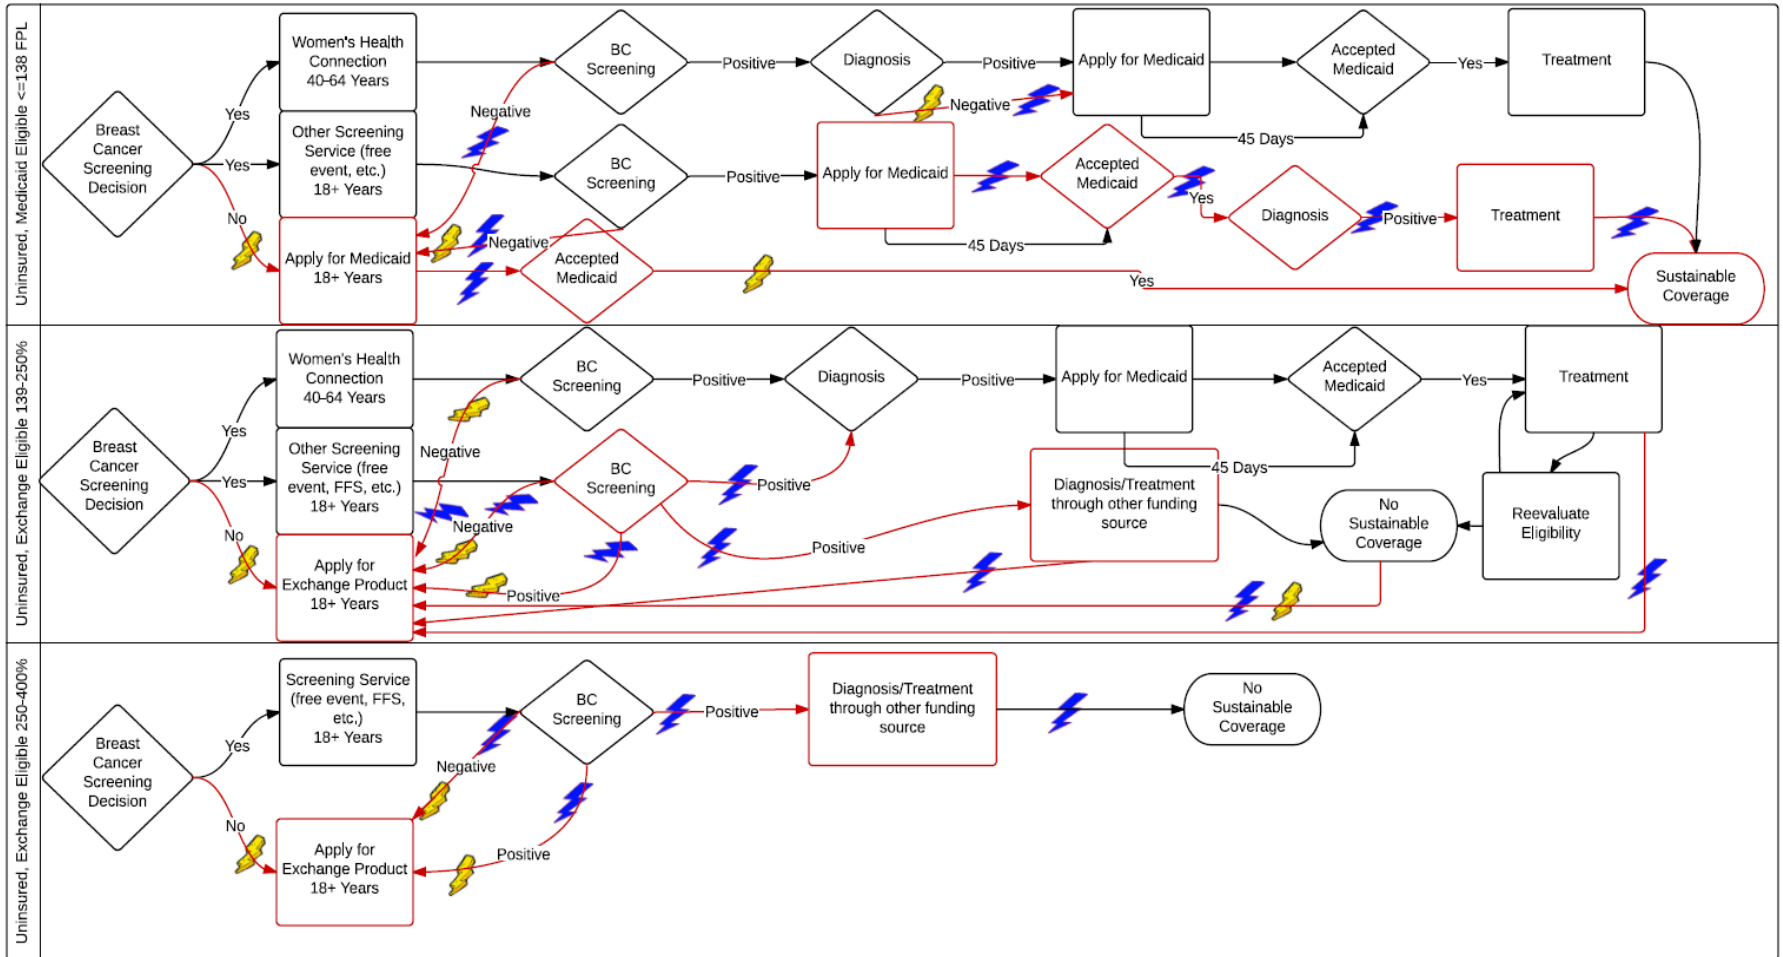 Uninsured, Medicaid Eligible <=138 FPL
Breast
Cancer
Screening
Decision
Yes
Yes
No
Women's Health
Connection
40-64 Years
Other Screening
Service (free
event, etc.)
18+ Years
Apply for Medicaid
18+ Years
Negative
Negative
BC
Screening
BC
Screening
Accepted
Medicaid
Positive
Positive
Diagnosis
Positive
Negative
Apply for Medicaid
45 Days
Accepted
Medicaid
Yes
Treatment
Apply for Medicaid
45 Days
Accepted
Medicaid
Yes
Diagnosis
Positive
Treatment
Yes
Sustainable
Coverage
Uninsured, Exchange Eligible 139-250%
Breast
Cancer
Screening
Decision
Yes
Yes
No
Women's Health
Connection
40-64 Years
Other Screening
Service (free
event, FFS, etc.)
18+ Years
Apply for
Exchange Product
18+ Years
Negative
Negative
Positive
BC
Screening
BC
Screening
Positive
Positive
Positive
Diagnosis
Positive
Apply for Medicaid
45 Days
Accepted
Medicaid
Yes
Treatment
Diagnosis/Treatment
through other funding
source
No
Sustainable
Coverage
Reevaluate
Eligibility
Uninsured, Exchange Eligible 250-400%
Breast
Cancer
Screening
Decision
Yes
No
Screening Service
(free event, FFS,
etc,)
18+ Years
Apply for
Exchange Product
18+ Years
Negative
Positive
BC
Screening
Positive
Diagnosis/Treatment
through other funding
source
No
Sustainable
Coverage